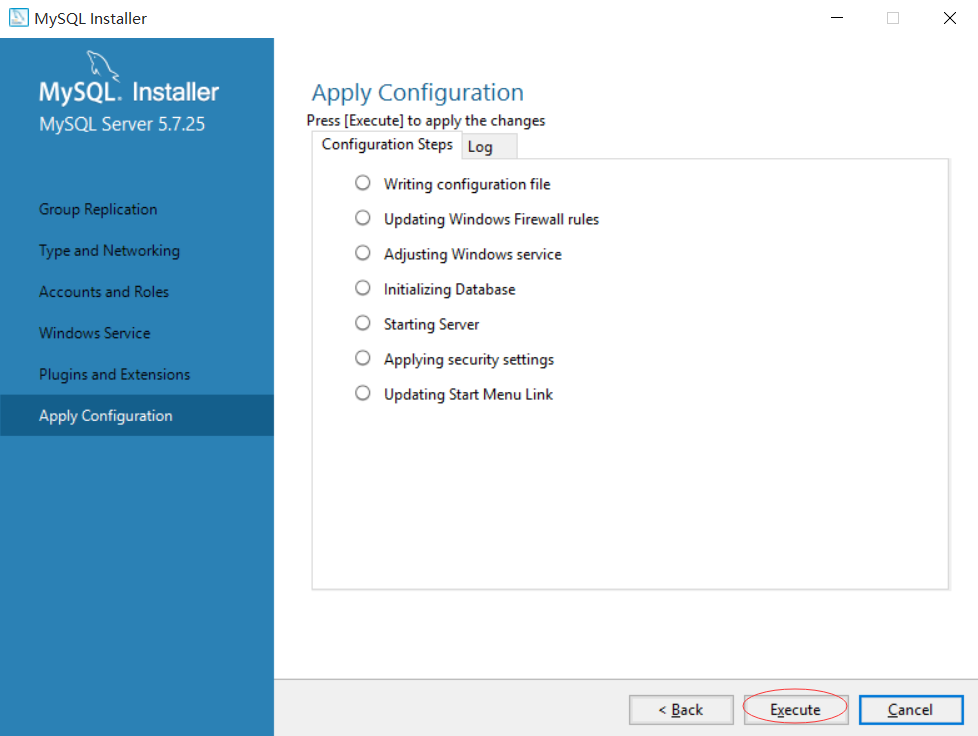 MySQL Installer
MySQL. Installer
MySQL Server 5.7.25
Group Replication
Type and Networking
Accounts and Roles
Windows Service
Plugins and Extensions
Apply Configuration
Apply Configuration
Press [Execute] to apply the changes
Configuration Steps Log
Writing configuration file
Updating Windows Firewall rules
Adjusting Windows service
Initializing Database
Starting Server
Applying security settings
Updating Start Menu Link
< Back Execute Cancel